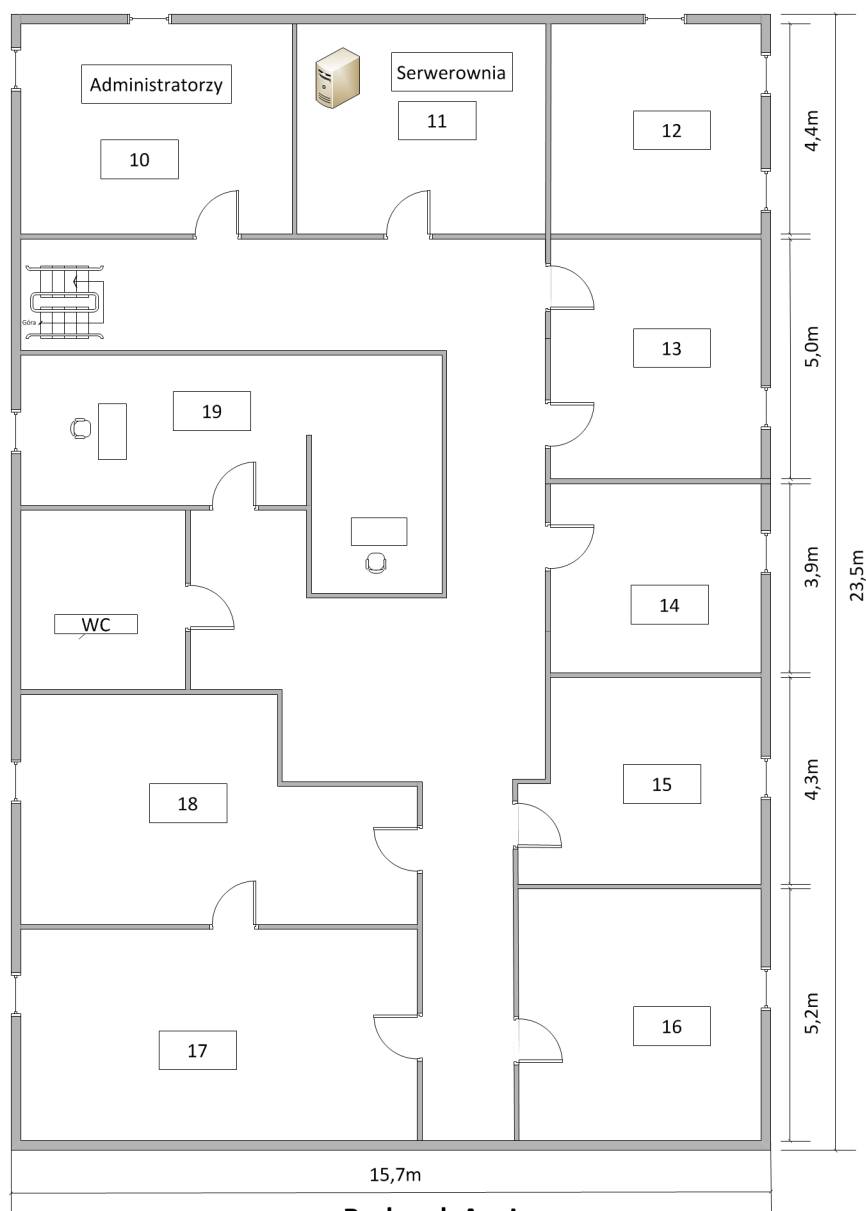 Administratorzy
Serwerownia
10
11
12
4,4m
Góra
13
5,0m
19
14
3,9m
23,5m
WC
15
4,3m
18
16
5,2m
17
15,7m